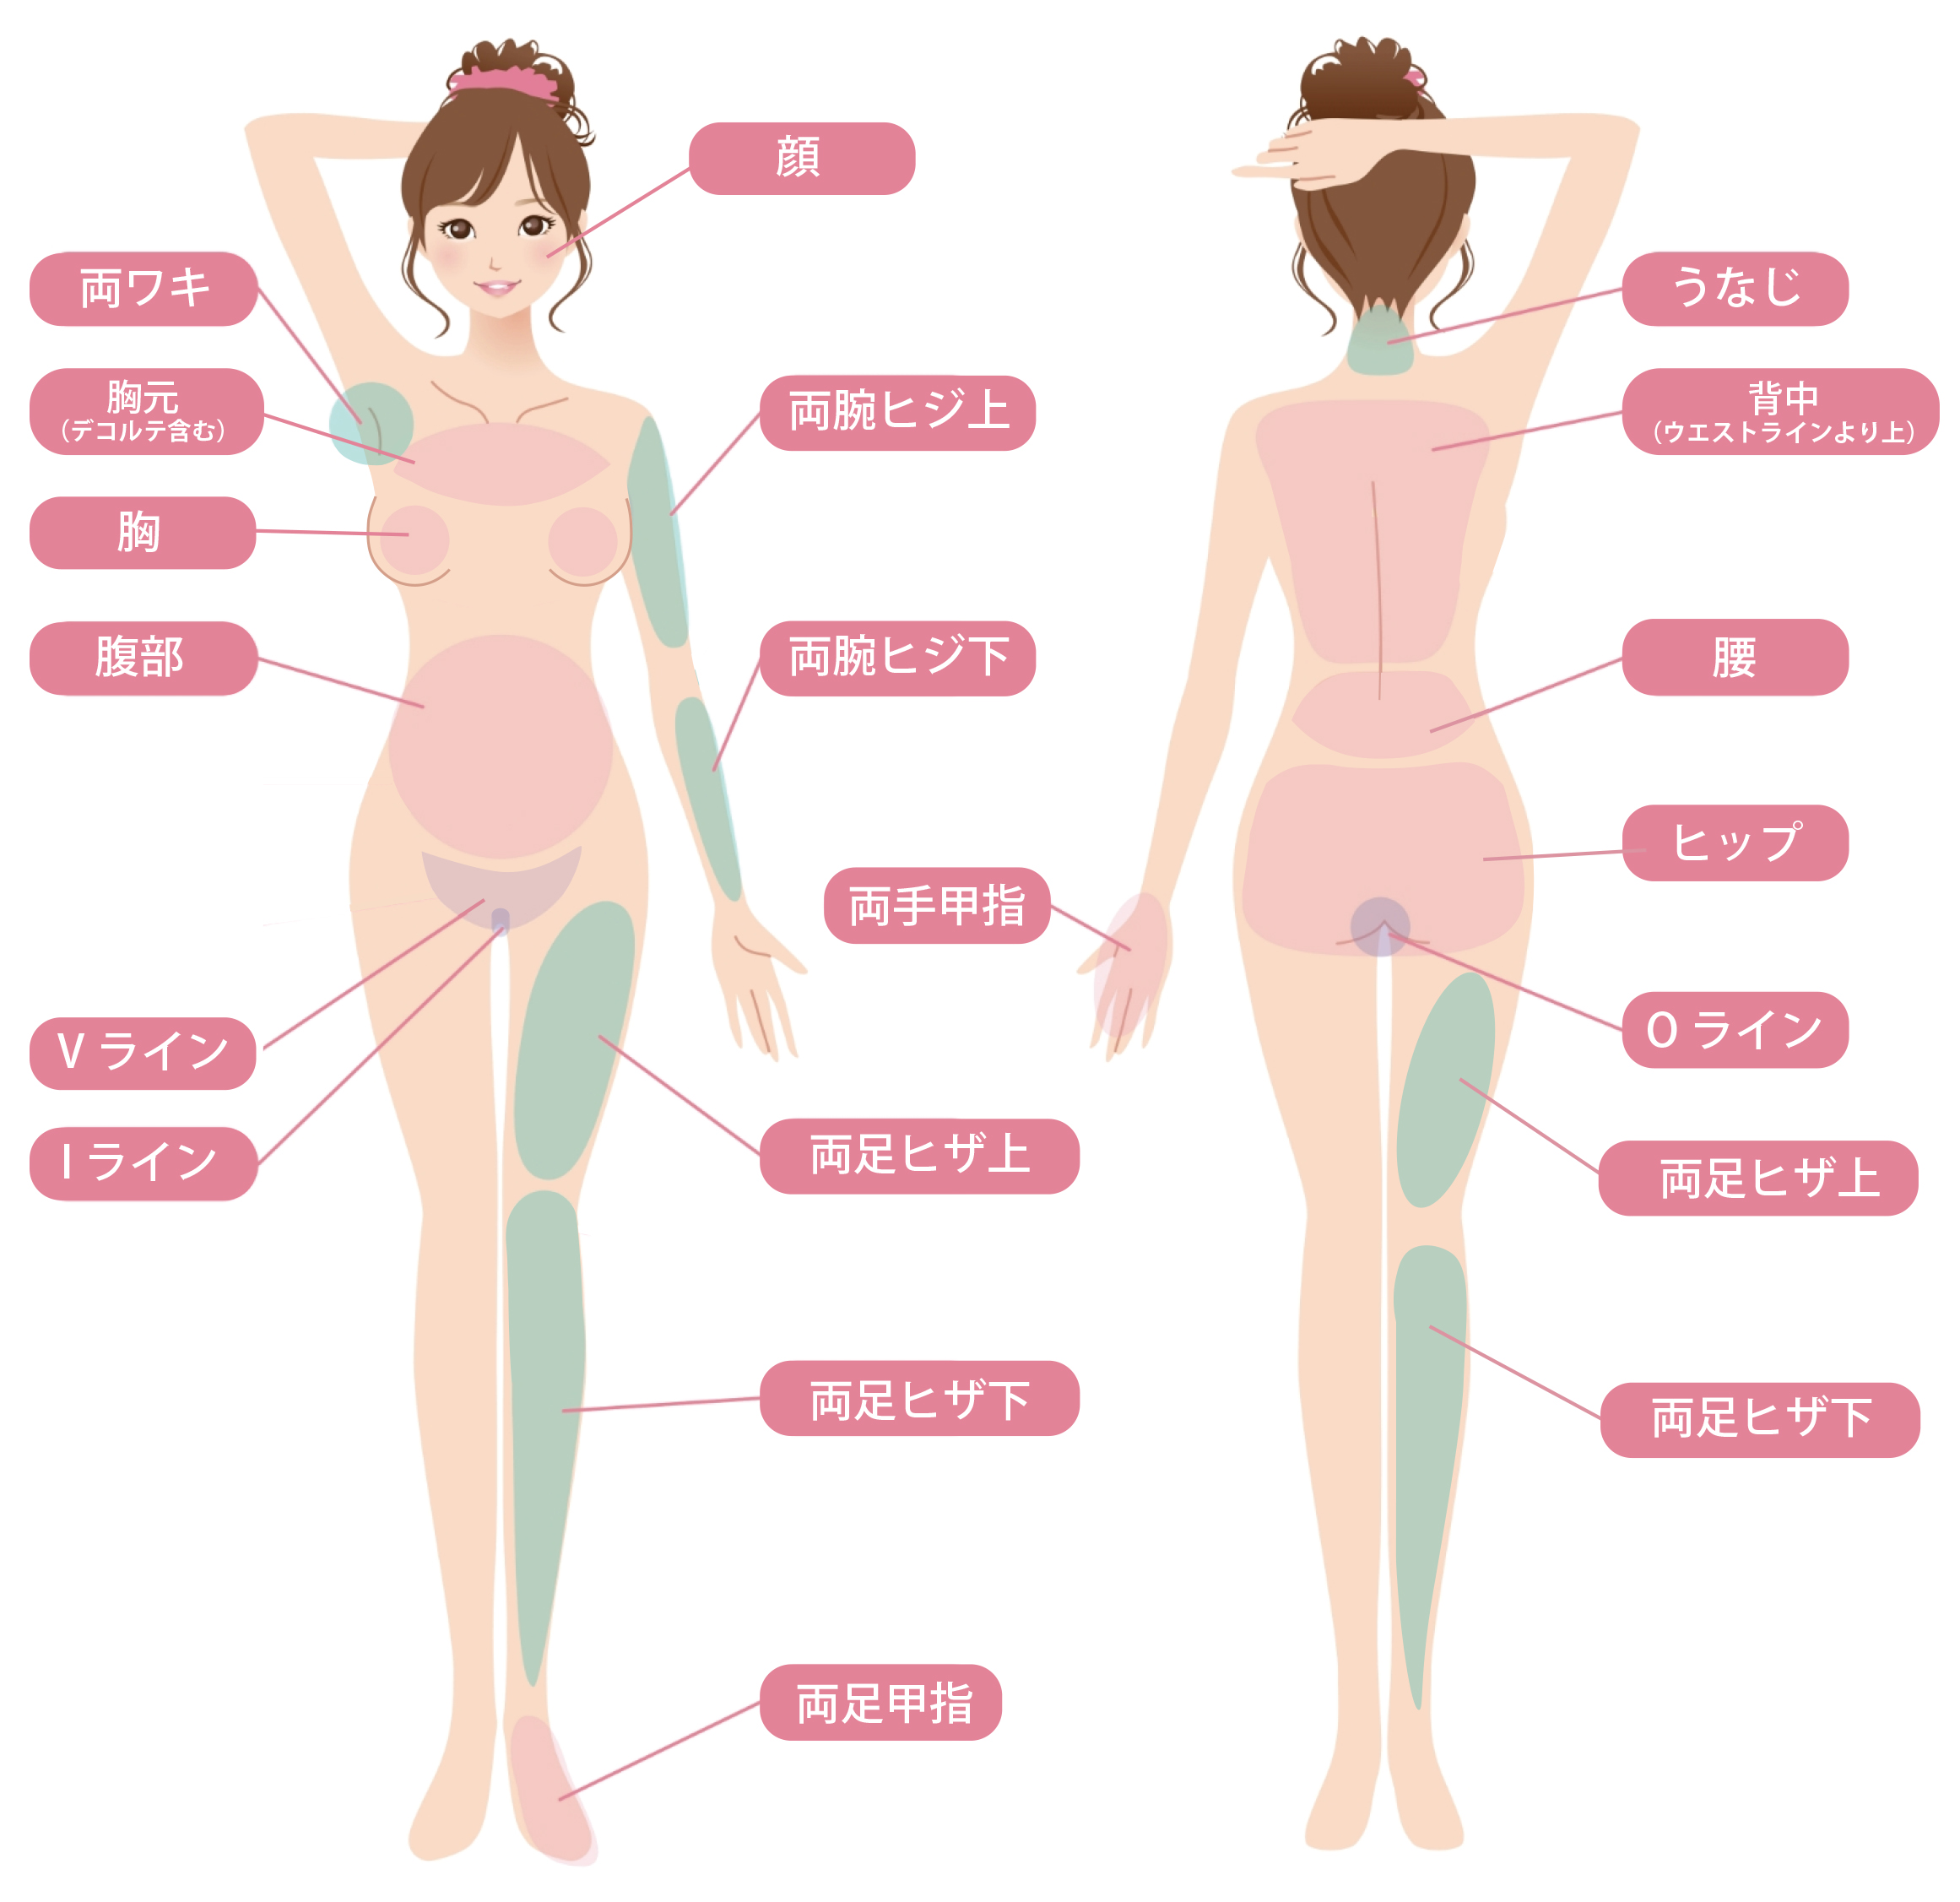 顔
両ワキ
胸元
（デコルテ含む）
胸
腹部
Vライン
Iライン
両腕ヒジ上
両腕ヒジ下
両手甲指
両足ヒザ上
両足ヒザ下
両足甲指
うなじ
背中
（ウエストラインより上）
腰
ヒップ
Oライン
両足ヒザ上
両足ヒザ下